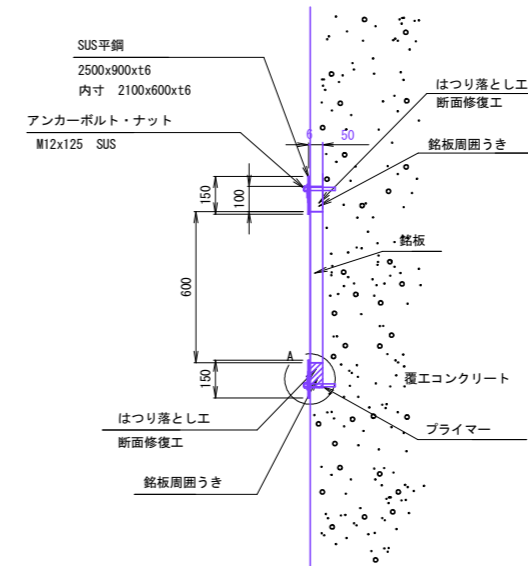 SUS平鋼
2500x900xt6
内寸 2100x600xt6
アンカーボルト・ナット
M12x125 SUS
はつり落とし工
断面修復工
6 50
銘板周囲うき
150
100
銘板
600
A
150
覆エコンクリート
はつり落とし工
断面修復工
プライマー
銘板周囲うき